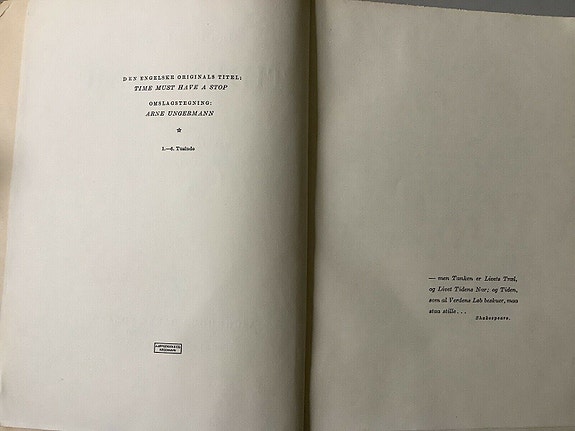 DEN ENGELSKE ORIGINALS TITEL:
TIME MUST HAVE A STOP
OMSLAGSTEGNING:
ARNE UNGERMANN
*
1.—6. Tusinde
— men Tanken er Livets Træl,
og Livet Tidens Nar; og Tiden,
som al Verdens Løb beskuer, maa
staa stille . . .
Shakespeare.